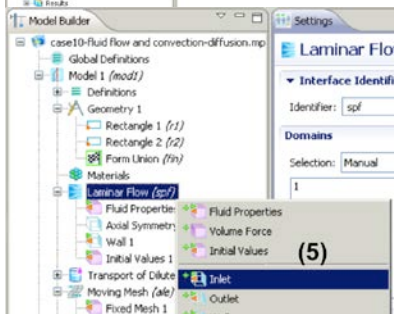 Results
Model Builder
Settings
case10-fluid flow and convection-diffusion.mp
Global Definitions
Model 1 (mod1)
Definitions
Geometry 1
Rectangle 1 (r1)
Rectangle 2 (r2)
Form Union (fin)
Materials
Laminar Flow (spf)
Fluid Propertie
Axial Symmetry
Wall 1
Initial Values 1
Transport of Dilute
Moving Mesh (ale)
Fixed Mesh 1
Laminar Flo
Interface Identifi
Identifier: spf
Domains
Selection: Manual
1
Fluid Properties
Volume Force
Initial Values
(5)
Inlet
Outlet